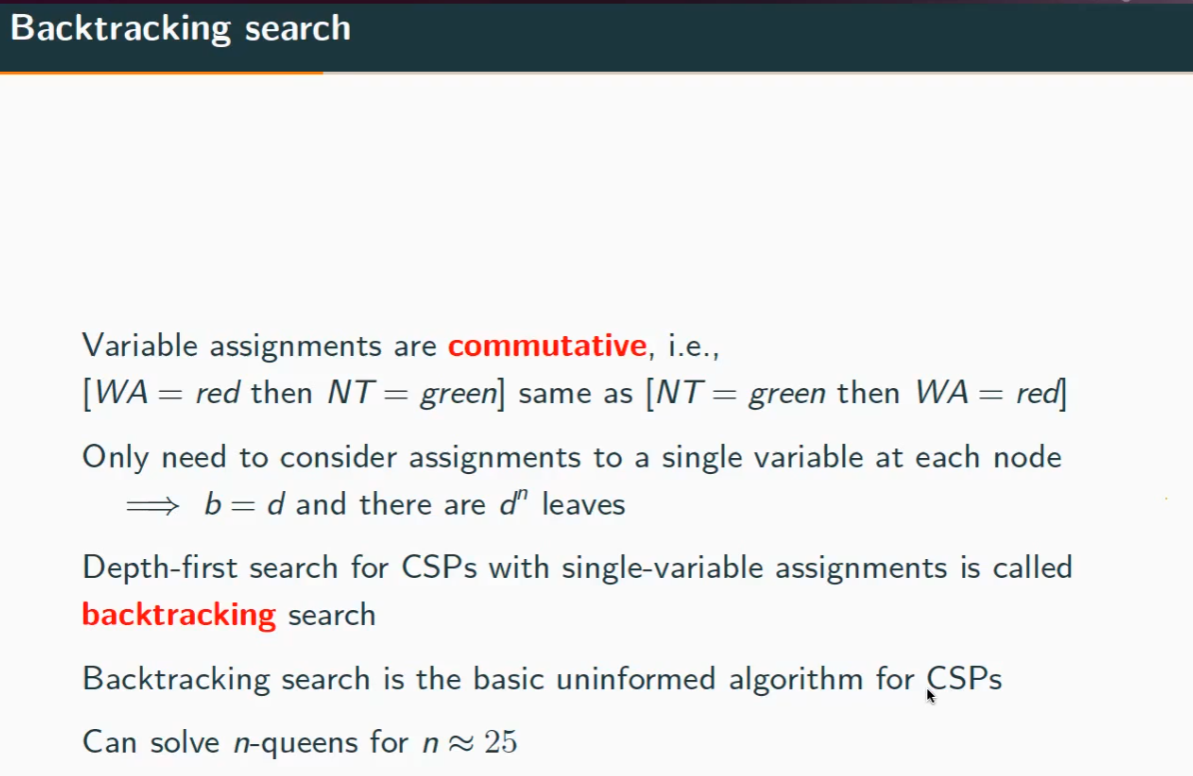 Backtracking search
Variable assignments are commutative, i.e.,
[WA = red then NT = green] same as [NT = green then WA = red]
Only need to consider assignments to a single variable at each node
⟹ b = d and there are dⁿ leaves
Depth-first search for CSPs with single-variable assignments is called
backtracking search
Backtracking search is the basic uninformed algorithm for CSPs
Can solve n-queens for n ≈ 25